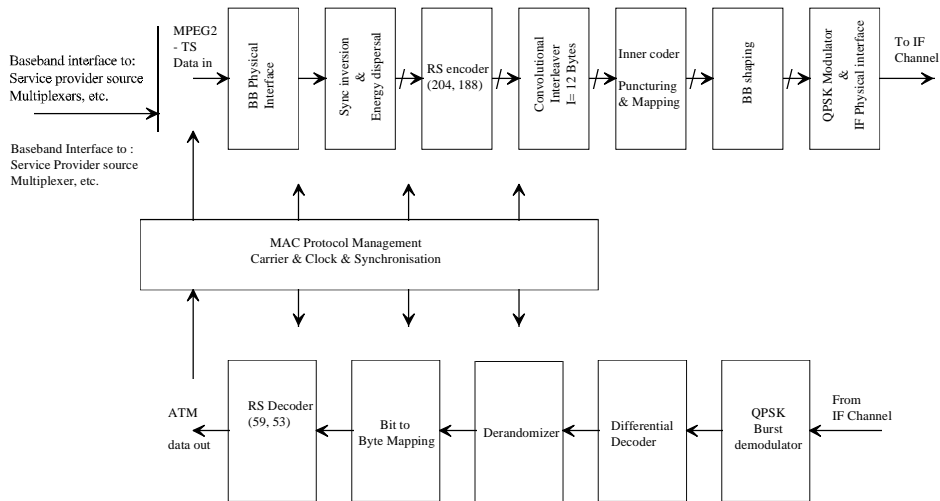 MPEG2
- TS
Data in
Baseband interface to:
Service provider source
Multiplexers, etc.
Baseband Interface to :
Service Provider source
Multiplexer, etc.
BB Physical
Interface
Sync inversion
&
Energy dispersal
RS encoder
(204, 188)
Convolutional
Interleaver
I= 12 Bytes
Inner coder
Puncturing
& Mapping
BB shaping
QPSK Modulator
&
IF Physical interface
To IF
Channel
MAC Protocol Management
Carrier & Clock & Synchronisation
ATM
data out
RS Decoder
(59, 53)
Bit to
Byte Mapping
Derandomizer
Differential
Decoder
QPSK
Burst
demodulator
From
IF Channel